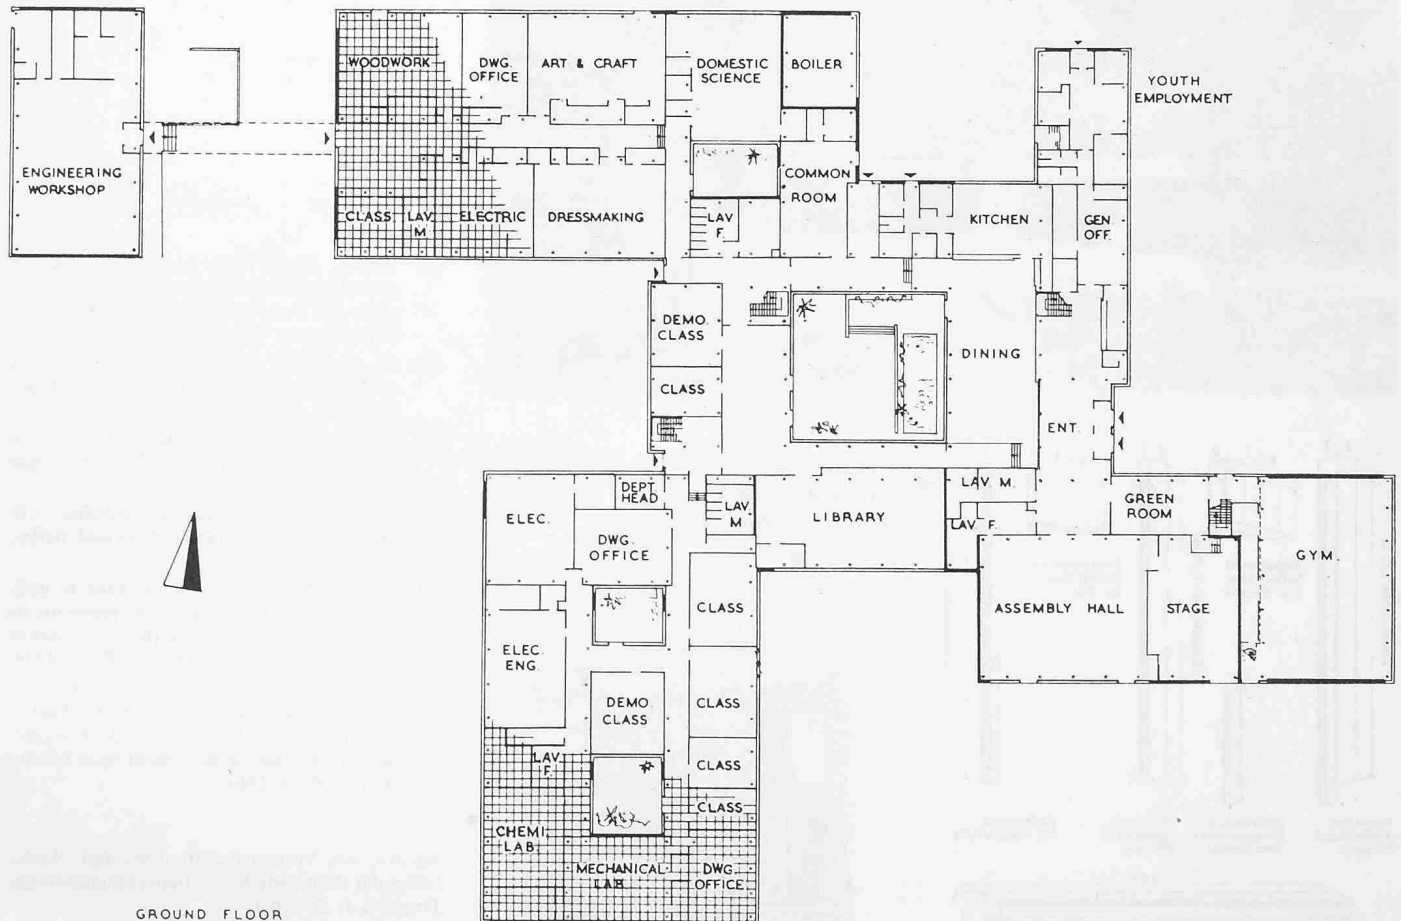 WOODWORK
DWG.
OFFICE
ART & CRAFT
DOMESTIC
SCIENCE
BOILER
YOUTH
EMPLOYMENT
ENGINEERING
WORKSHOP
COMMON
ROOM
CLASS
LAV.
M
ELECTRIC
DRESSMAKING
LAV
F.
KITCHEN
GEN.
OFF.
DEMO.
CLASS
CLASS
DINING
ENT.
DEPT
HEAD
ELEC.
DWG.
OFFICE
LAV.
M
LIBRARY
LAV. M.
LAV. F.
GREEN
ROOM
GYM.
CLASS
ASSEMBLY HALL
STAGE
ELEC.
ENG.
DEMO.
CLASS
CLASS
CLASS
LAV.
F.
CLASS
CHEMI.
LAB.
MECHANICAL
LAB.
DWG.
OFFICE
GROUND FLOOR